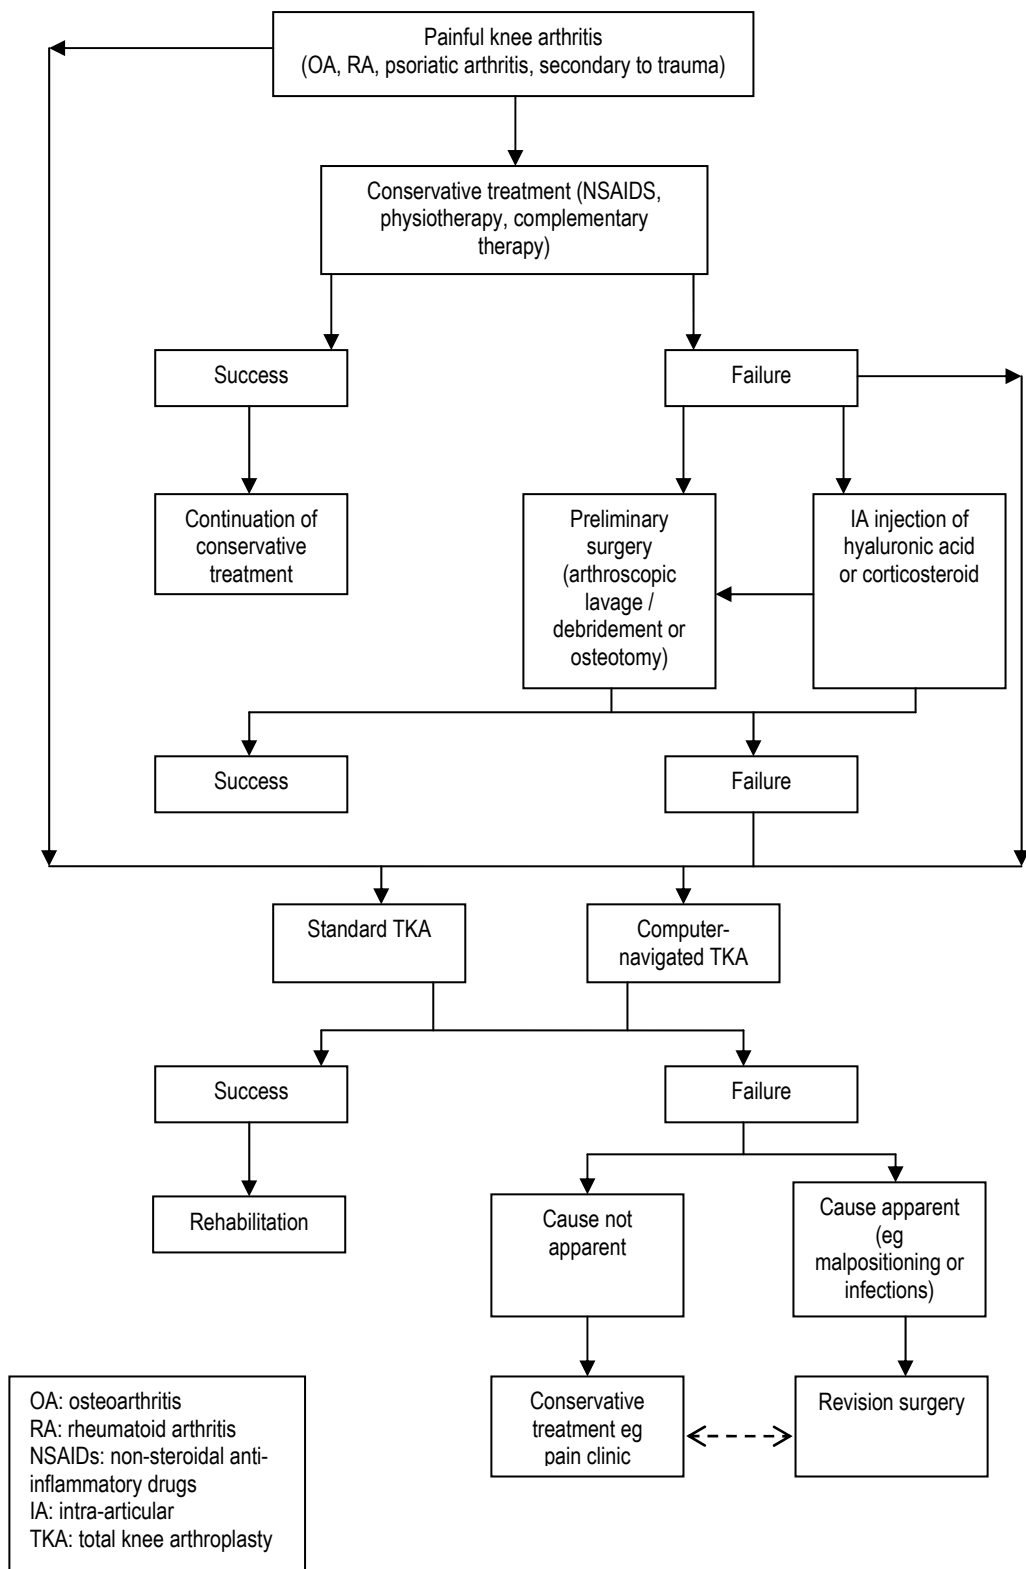 Painful knee arthritis
(OA, RA, psoriatic arthritis, secondary to trauma)
Conservative treatment (NSAIDS,
physiotherapy, complementary
therapy)
Success
Failure
Continuation of
conservative
treatment
Preliminary
surgery
(arthroscopic
lavage /
debridement or
osteotomy)
IA injection of
hyaluronic acid
or corticosteroid
Success
Failure
Standard TKA
Computer-
navigated TKA
Success
Failure
Rehabilitation
Cause not
apparent
Cause apparent
(eg
malpositioning or
infections)
Conservative
treatment eg
pain clinic
Revision surgery
OA: osteoarthritis
RA: rheumatoid arthritis
NSAIDs: non-steroidal anti-
inflammatory drugs
IA: intra-articular
TKA: total knee arthroplasty